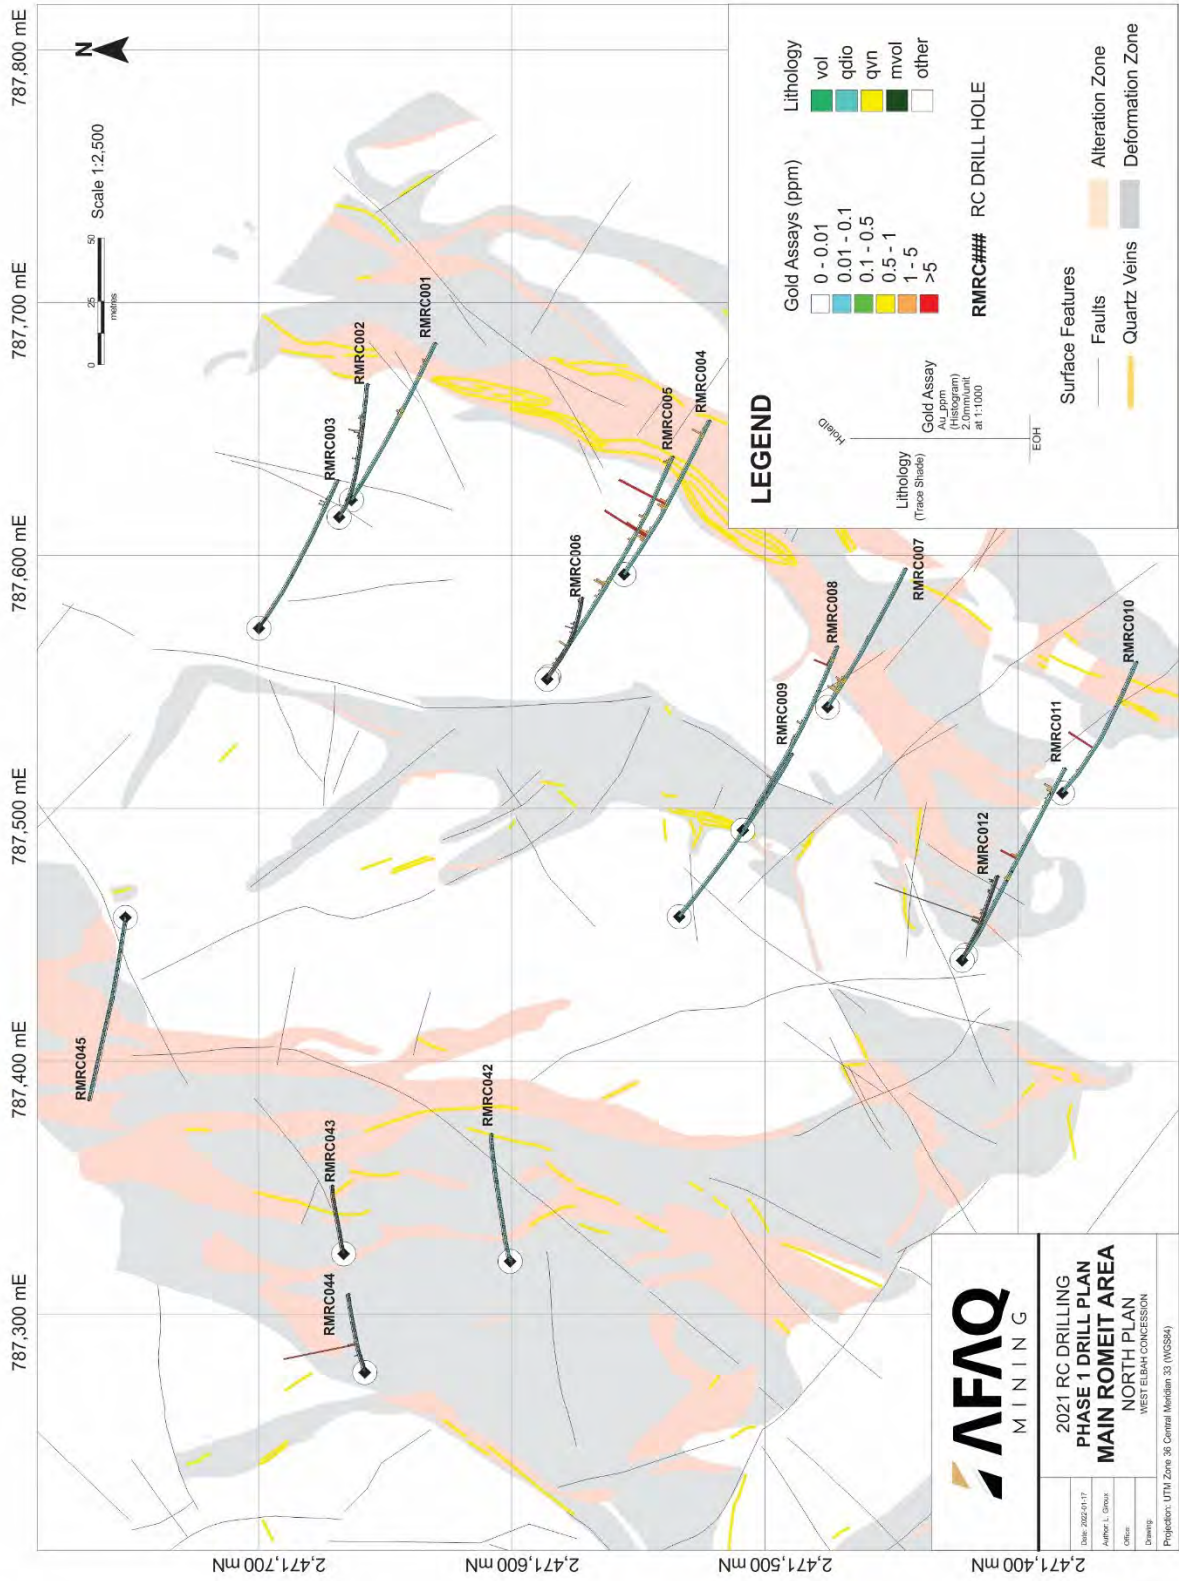 787,300 mE
787,400 mE
787,500 mE
787,600 mE
787,700 mE
787,800 mE
2,471,700 mN
2,471,600 mN
2,471,500 mN
2,471,400 mN
N
Scale 1:2,500
0 25 50
metres
RMRC045
RMRC044
RMRC043
RMRC042
RMRC003
RMRC002
RMRC001
RMRC006
RMRC005
RMRC004
RMRC009
RMRC008
RMRC007
RMRC012
RMRC011
RMRC010
LEGEND
HoleID
Lithology
(Trace Shade)
Gold Assay
Au_ppm
(Histogram)
2.0mm/unit
at 1:1000
EOH
Gold Assays (ppm)
0 - 0.01
0.01 - 0.1
0.1 - 0.5
0.5 - 1
1 - 5
>5
Lithology
vol
qdio
qvn
mvol
other
RMRC### RC DRILL HOLE
Surface Features
Faults
Quartz Veins
Alteration Zone
Deformation Zone
AFAQ
MINING
2021 RC DRILLING
PHASE 1 DRILL PLAN
MAIN ROMEIT AREA
NORTH PLAN
WEST ELBAH CONCESSION
Date: 2022-01-17
Author: L. Giroux
Office:
Drawing:
Projection: UTM Zone 36 Central Meridian 33 (WGS84)